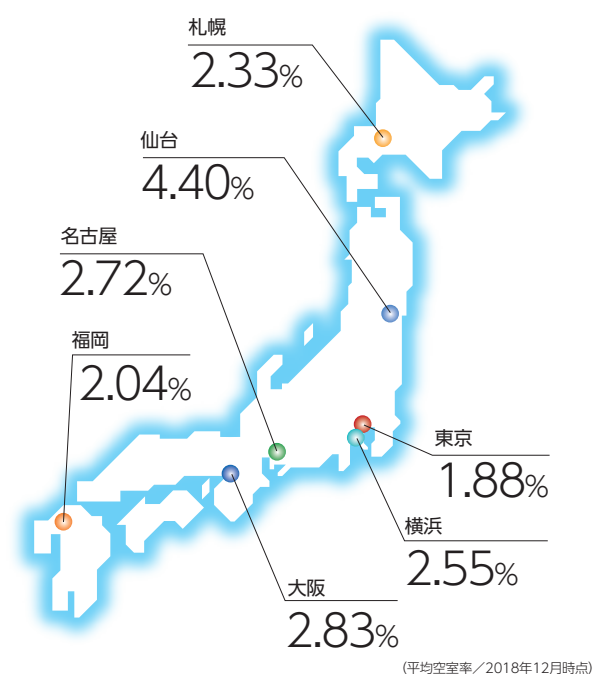 札幌
2.33%
仙台
4.40%
名古屋
2.72%
福岡
2.04%
東京
1.88%
横浜
2.55%
大阪
2.83%
(平均空室率／2018年12月時点)